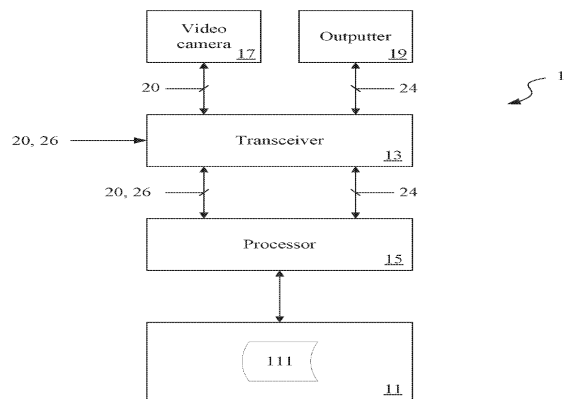 Video
camera
17
Outputter
19
1
20
24
Transceiver
13
20, 26
20, 26
24
Processor
15
111
11